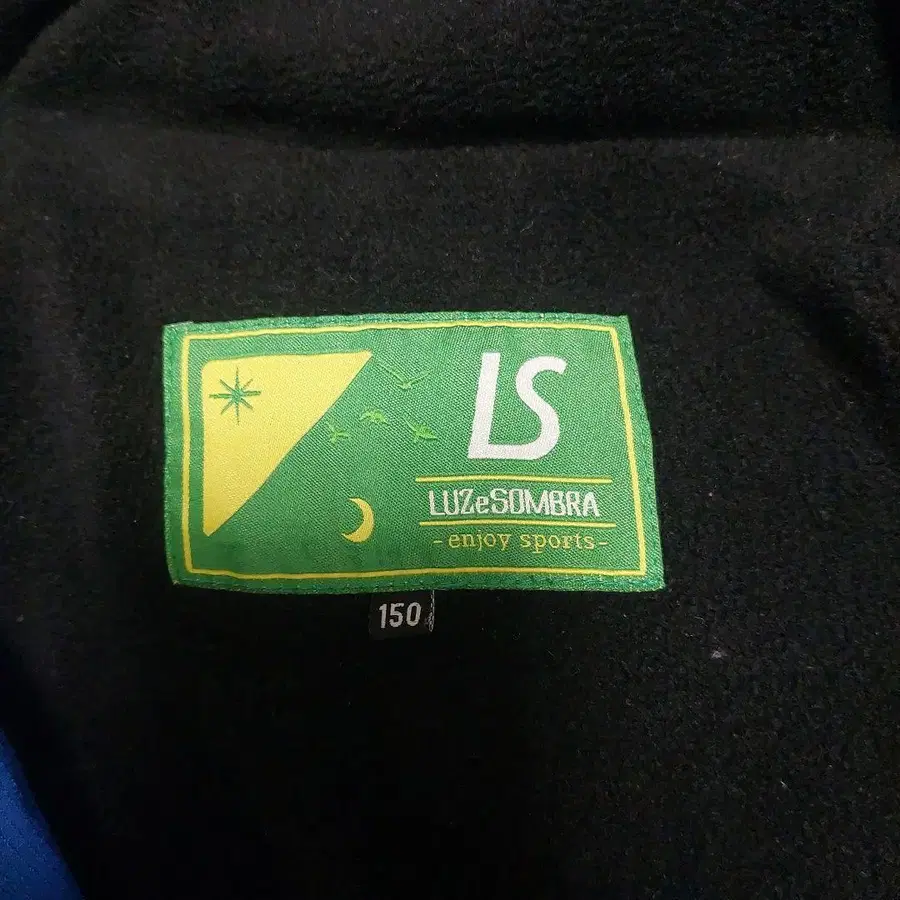 LS
LUZeSOMBRA
-enjoy sports-
150